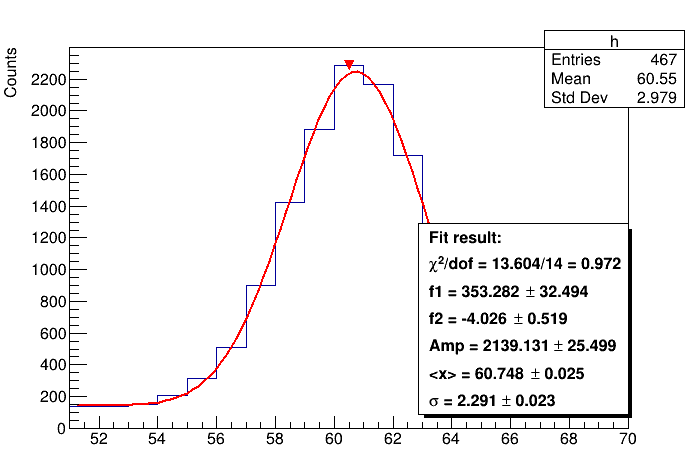 h
Entries 467
Mean 60.55
Std Dev 2.979
Counts
2200
2000
1800
1600
1400
1200
1000
800
600
400
200
0
Fit result:
χ²/dof = 13.604/14 = 0.972
f1 = 353.282 ± 32.494
f2 = -4.026 ± 0.519
Amp = 2139.131 ± 25.499
<x> = 60.748 ± 0.025
σ = 2.291 ± 0.023
52 54 56 58 60 62 64 66 68 70